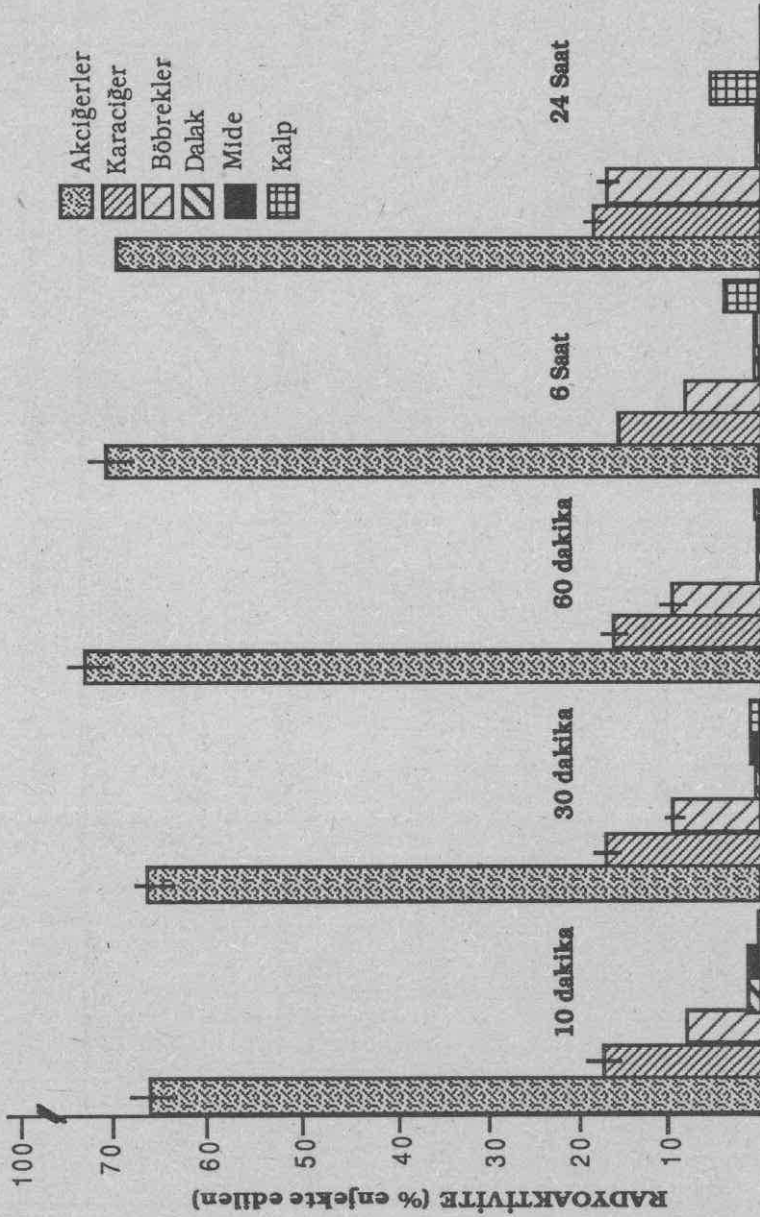 RADYOAKTİVİTE (% enjekte edilen)
100
70
60
50
40
30
20
10
10 dakika
30 dakika
60 dakika
6 Saat
24 Saat
Akciğerler
Karaciğer
Böbrekler
Dalak
Mide
Kalp